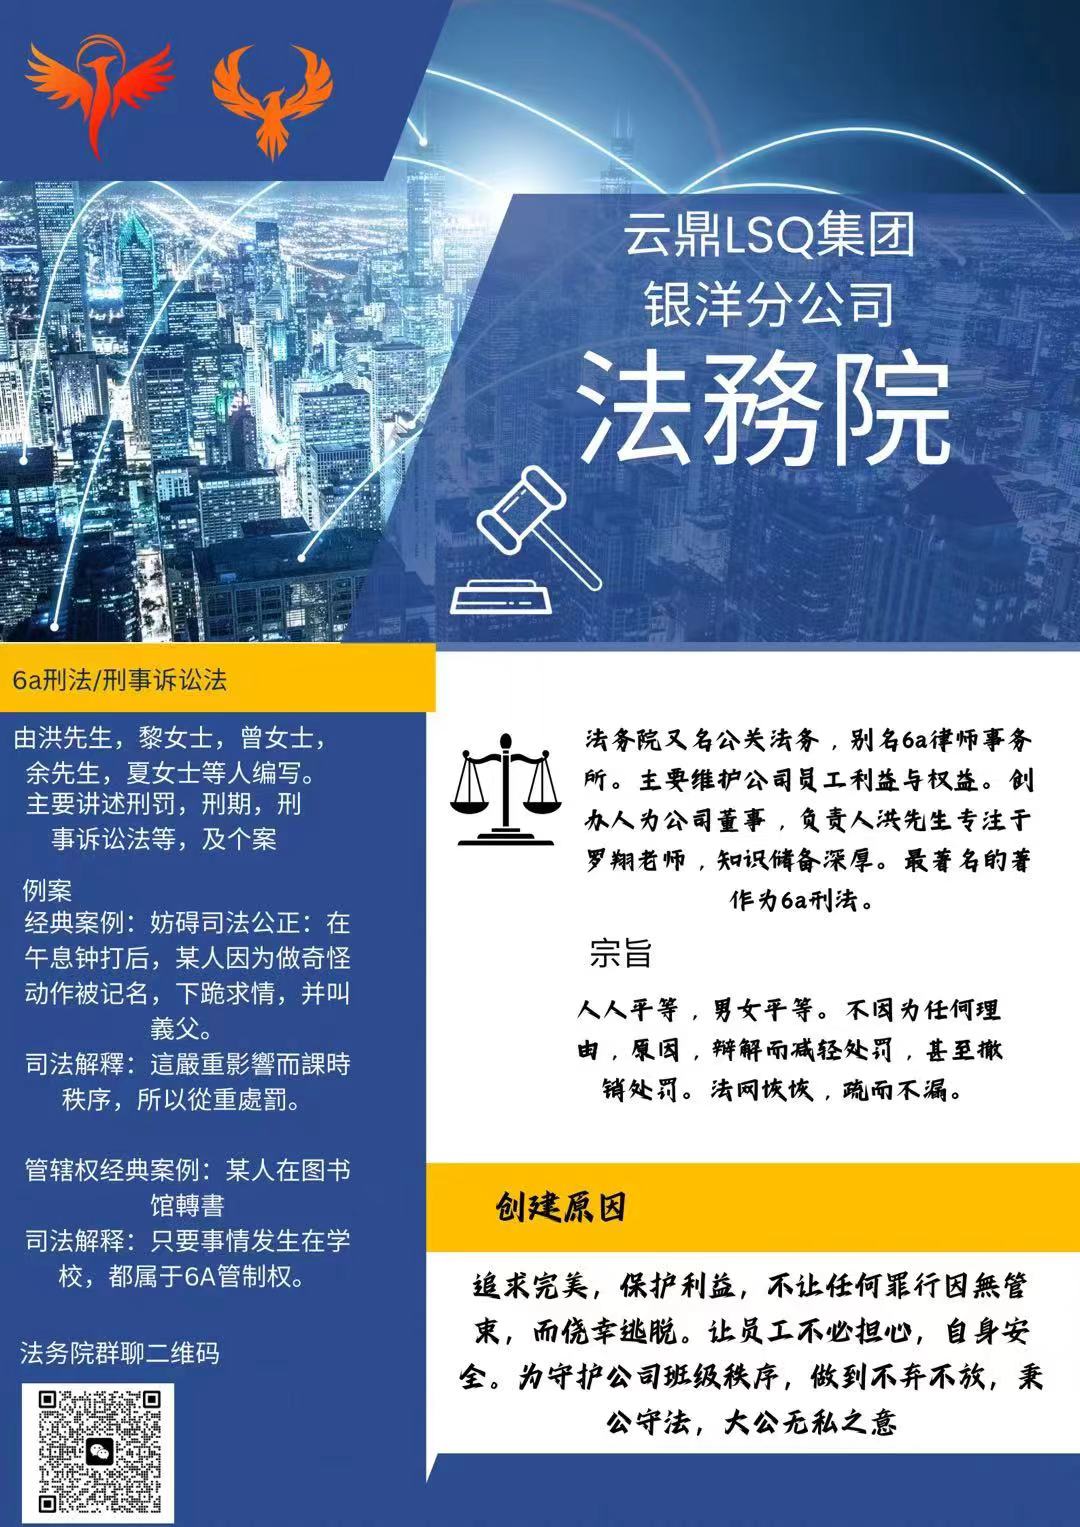 云鼎LSQ集团
银洋分公司
法務院
6a刑法/刑事诉讼法
由洪先生，黎女士，曾女士，
余先生，夏女士等人编写。
主要讲述刑罚，刑期，刑
事诉讼法等，及个案
例案
经典案例：妨碍司法公正：在
午息钟打后，某人因为做奇怪
动作被记名，下跪求情，并叫
義父。
司法解釋：這嚴重影響而課時
秩序，所以從重處罰。
管辖权经典案例：某人在图书
馆轉書
司法解释：只要事情发生在学
校，都属于6A管制权。
法务院群聊二维码
法务院又名公关法务，别名6a律师事务
所。主要维护公司员工利益与权益。创
办人为公司董事，负责人洪先生专注于
罗翔老师，知识储备深厚。最著名的著
作为6a刑法。
宗旨
人人平等，男女平等。不因为任何理
由，原因，辩解而减轻处罚，甚至撤
销处罚。法网恢恢，疏而不漏。
创建原因
追求完美，保护利益，不让任何罪行因無管
束，而侥幸逃脱。让员工不必担心，自身安
全。为守护公司班级秩序，做到不弃不放，秉
公守法，大公无私之意